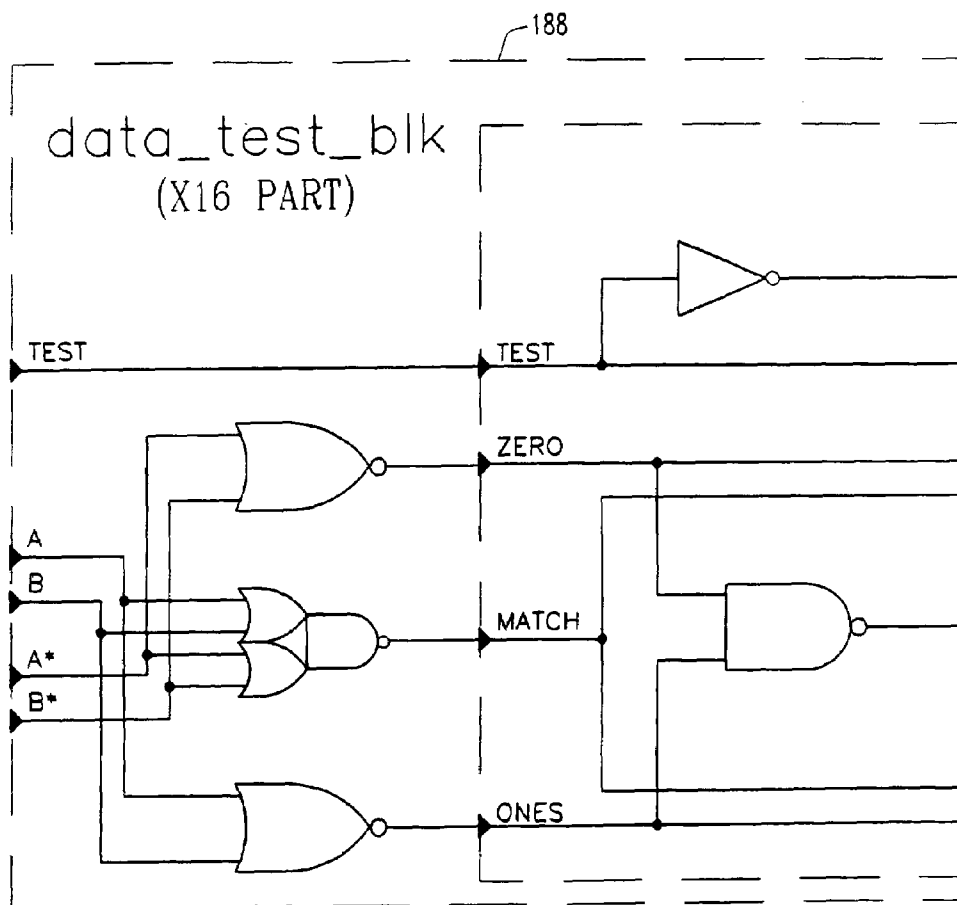 188
data_test_blk
(X16 PART)
TEST
TEST
ZERO
A
B
MATCH
A*
B*
ONES